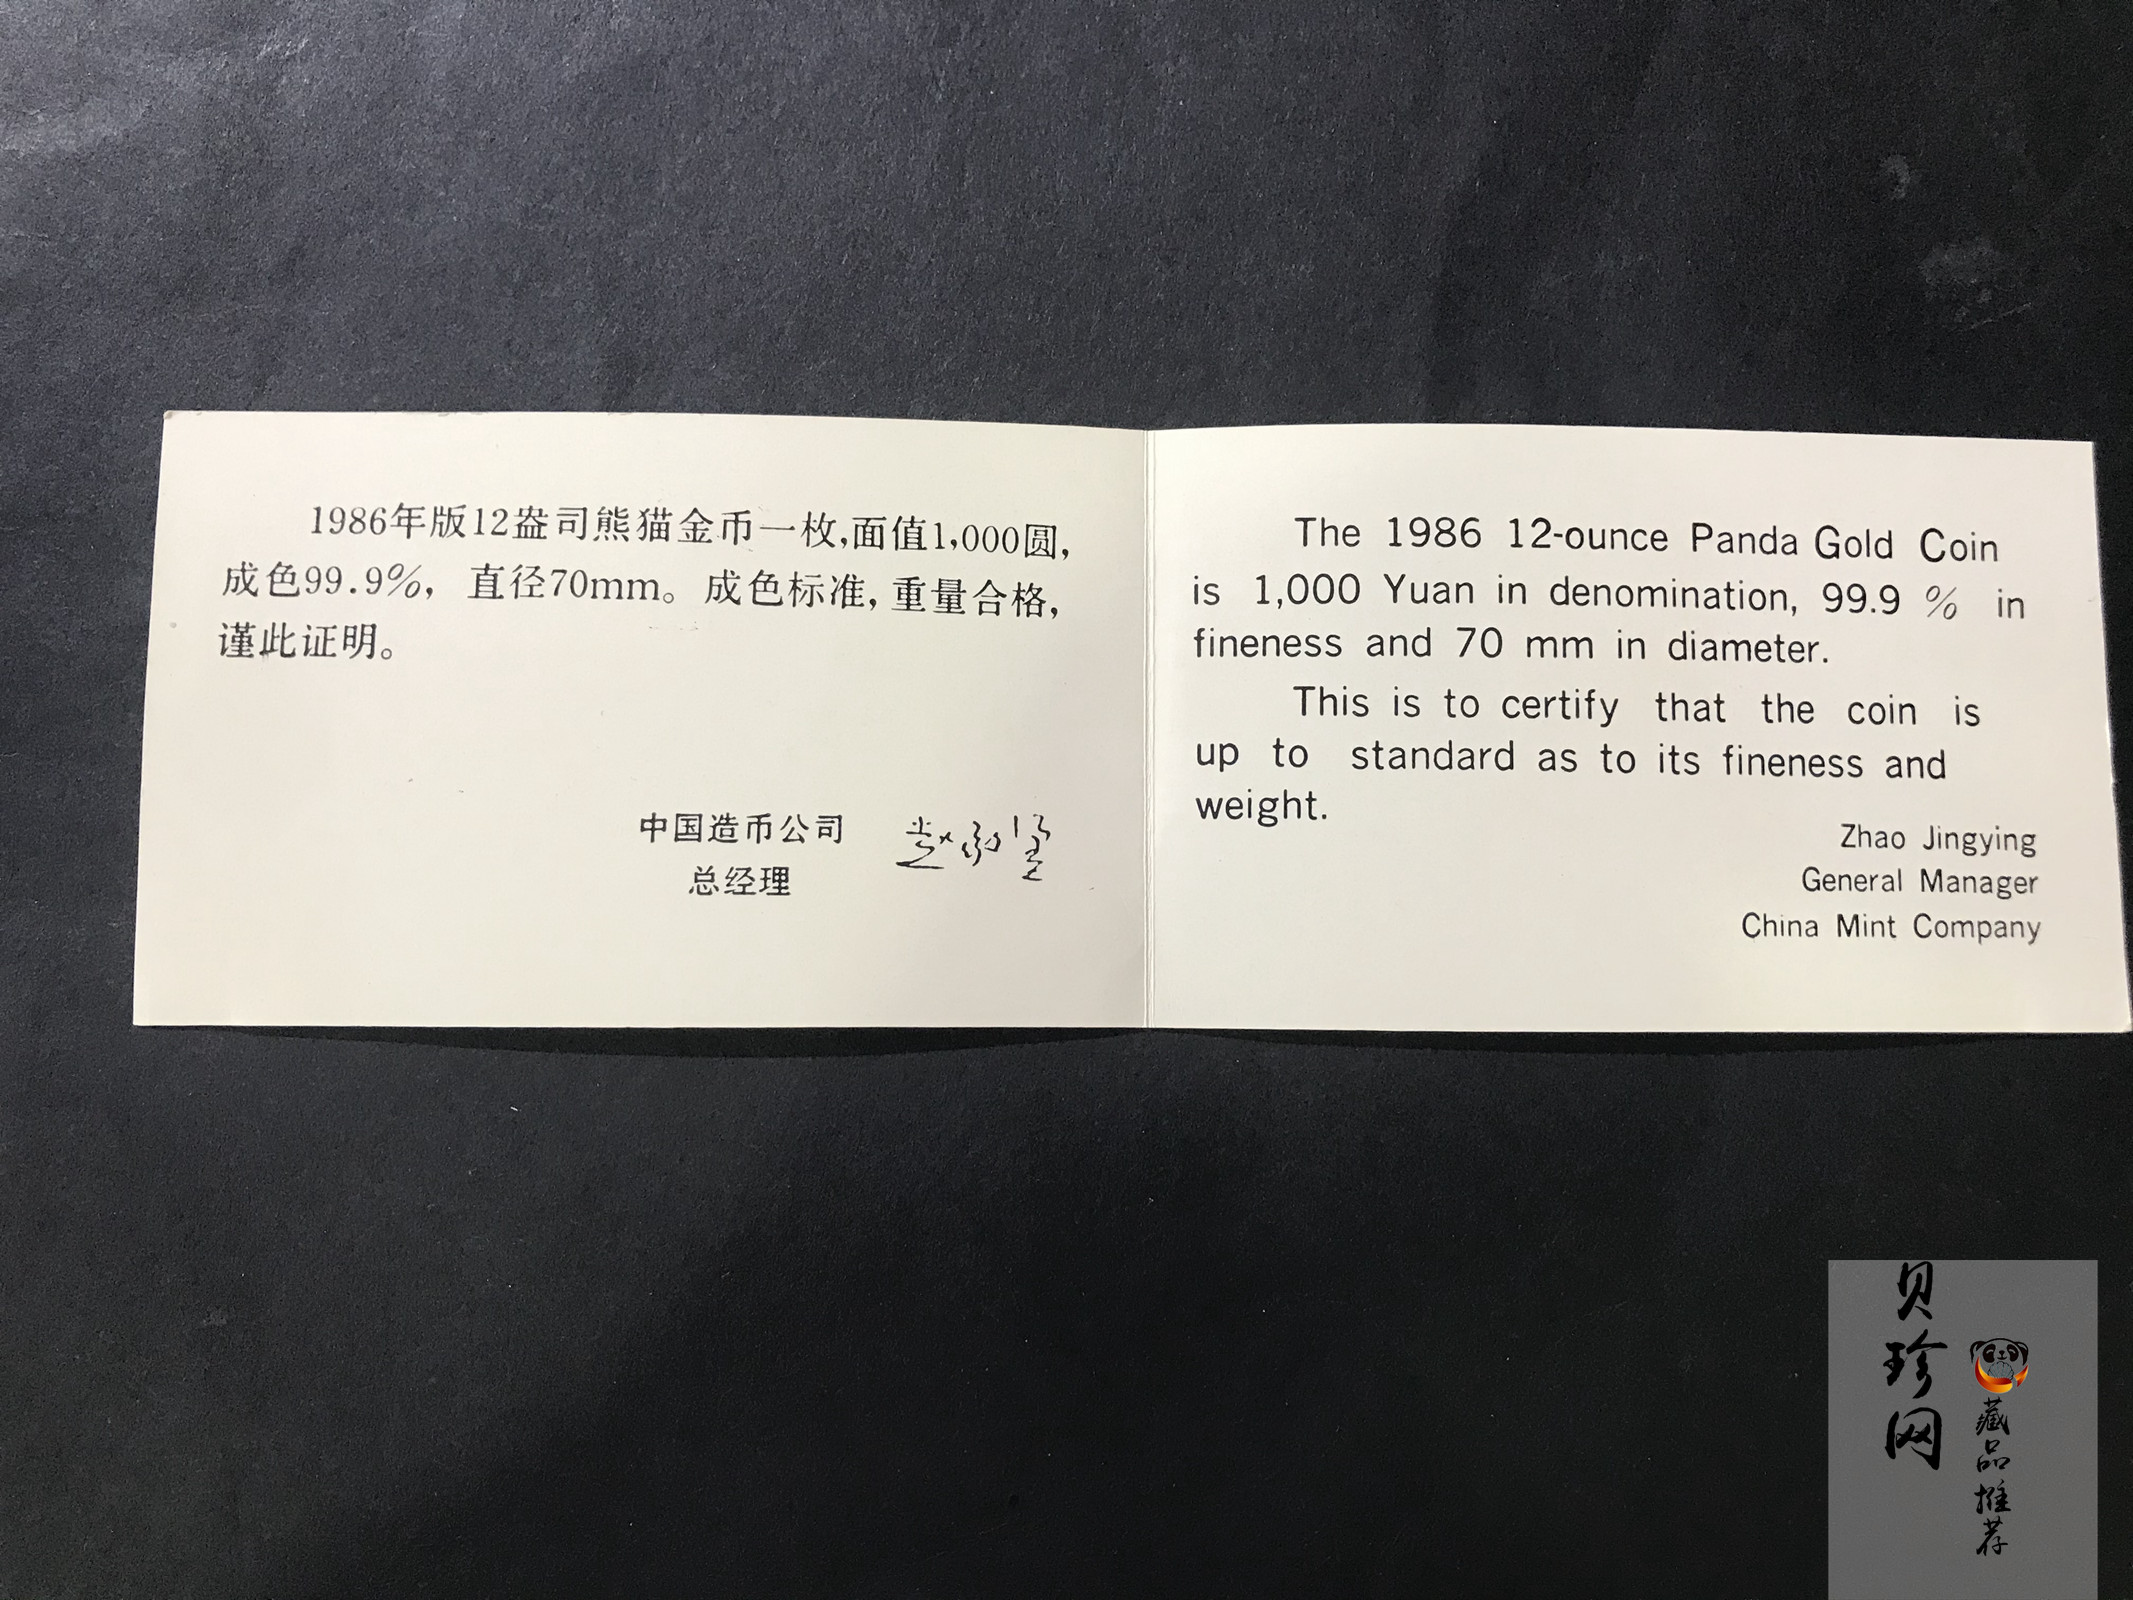 1986年版12盎司熊猫金币一枚,面值1,000圆,
成色99.9%, 直径70mm。成色标准,重量合格,
谨此证明。
中国造币公司
总经理
The 1986 12-ounce Panda Gold Coin
is 1,000 Yuan in denomination, 99.9 % in
fineness and 70 mm in diameter.
This is to certify that the coin is
up to standard as to its fineness and
weight.
Zhao Jingying
General Manager
China Mint Company
贝珍网
藏品推荐